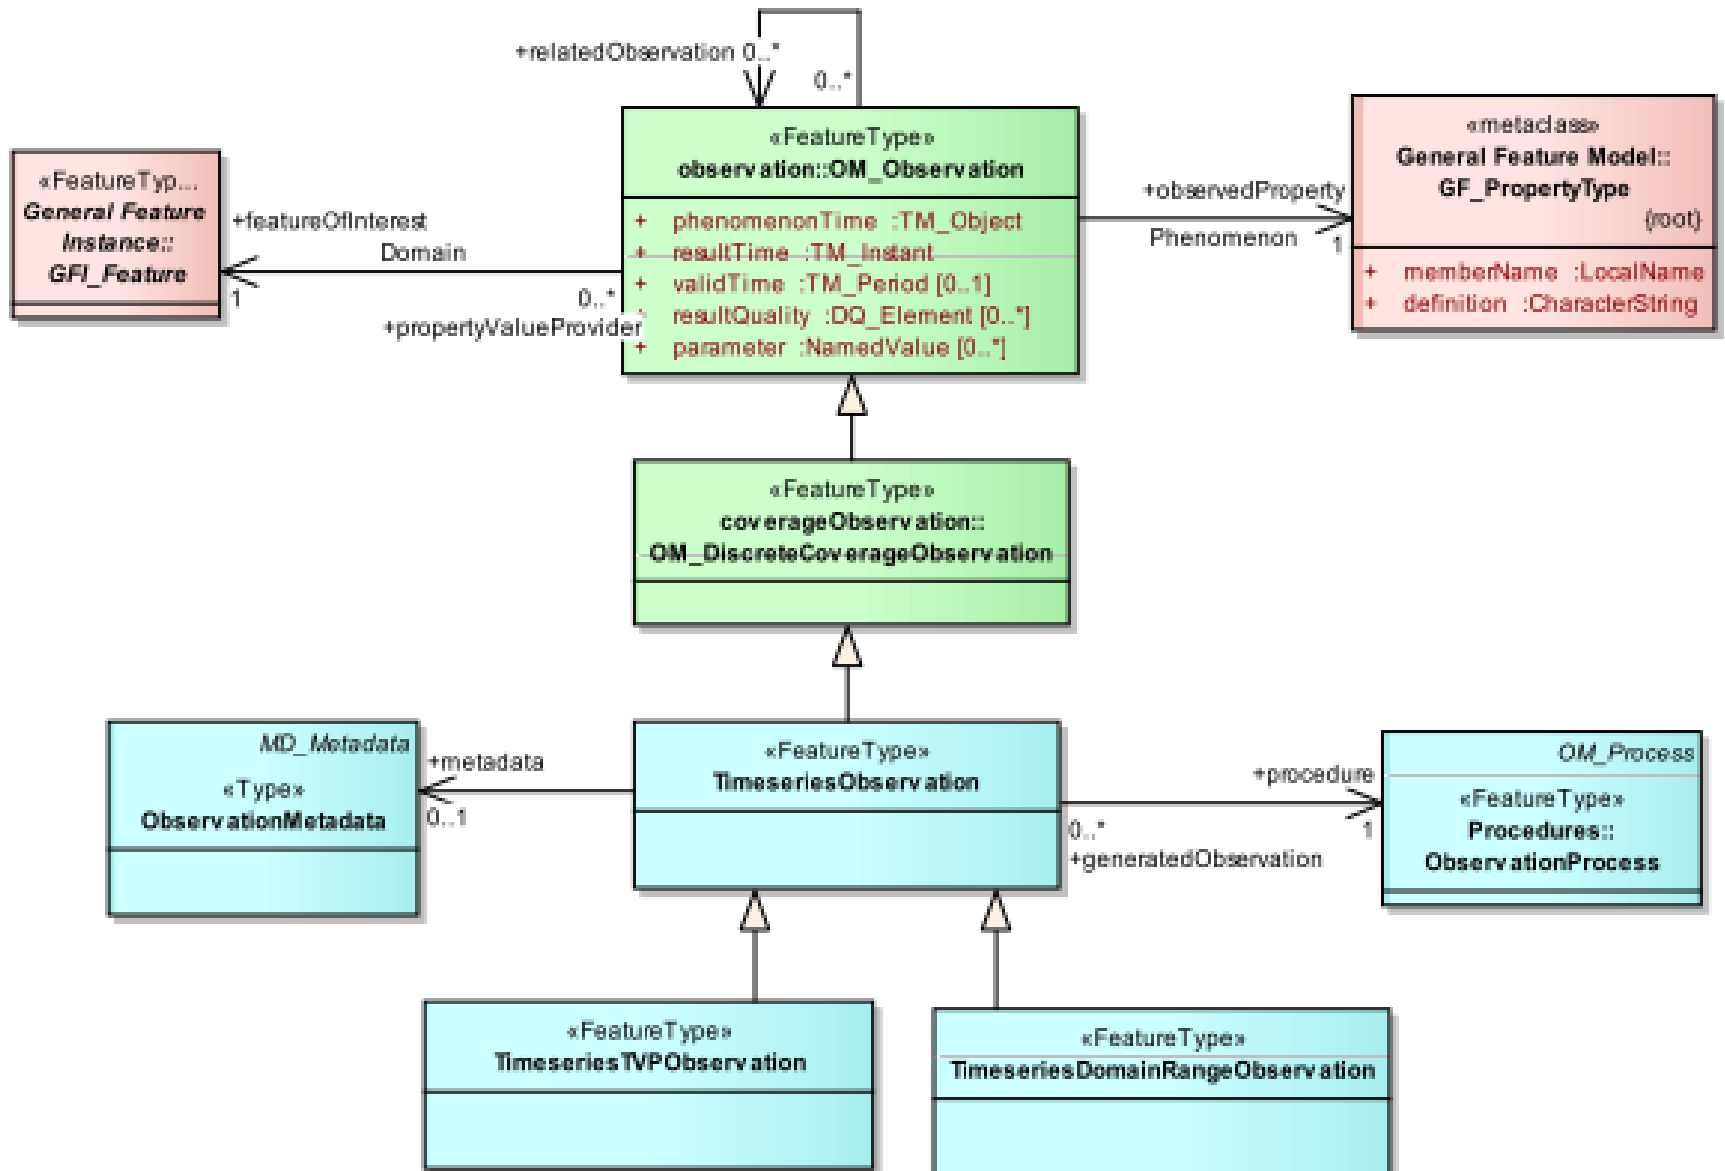 +relatedObservation 0..*
0..*
«FeatureType»
observation::OM_Observation
+ phenomenonTime :TM_Object
+ resultTime :TM_Instant
+ validTime :TM_Period [0..1]
+ resultQuality :DQ_Element [0..*]
+ parameter :NamedValue [0..*]
«FeatureTyp...
General Feature
Instance::
GFI_Feature
+featureOfInterest
Domain
1
0..*
+propertyValueProvider
+observedProperty
Phenomenon
1
«metaclass»
General Feature Model::
GF_PropertyType
{root}
+ memberName :LocalName
+ definition :CharacterString
«FeatureType»
coverageObservation::
OM_DiscreteCoverageObservation
MD_Metadata
«Type»
ObservationMetadata
+metadata
0..1
«FeatureType»
TimeseriesObservation
+procedure
0..*
1
+generatedObservation
OM_Process
«FeatureType»
Procedures::
ObservationProcess
«FeatureType»
TimeseriesTVPObservation
«FeatureType»
TimeseriesDomainRangeObservation